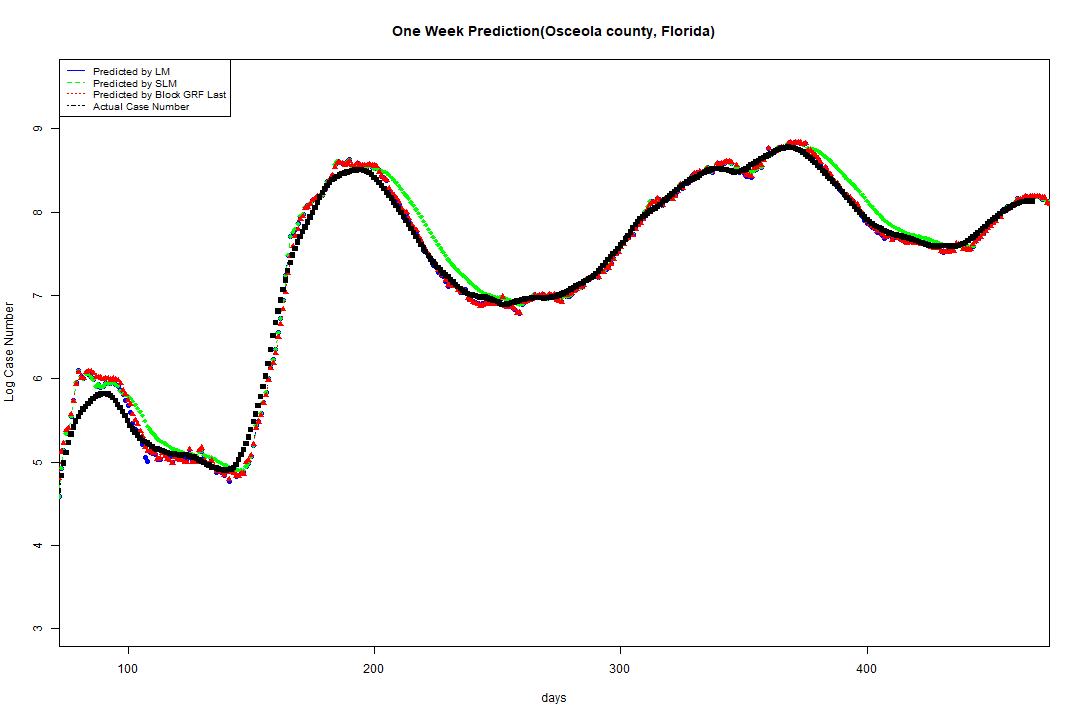 One Week Prediction(Osceola county, Florida)
Predicted by LM
Predicted by SLM
Predicted by Block GRF Last
Actual Case Number
9
8
7
6
5
4
3
Log Case Number
100 200 300 400
days